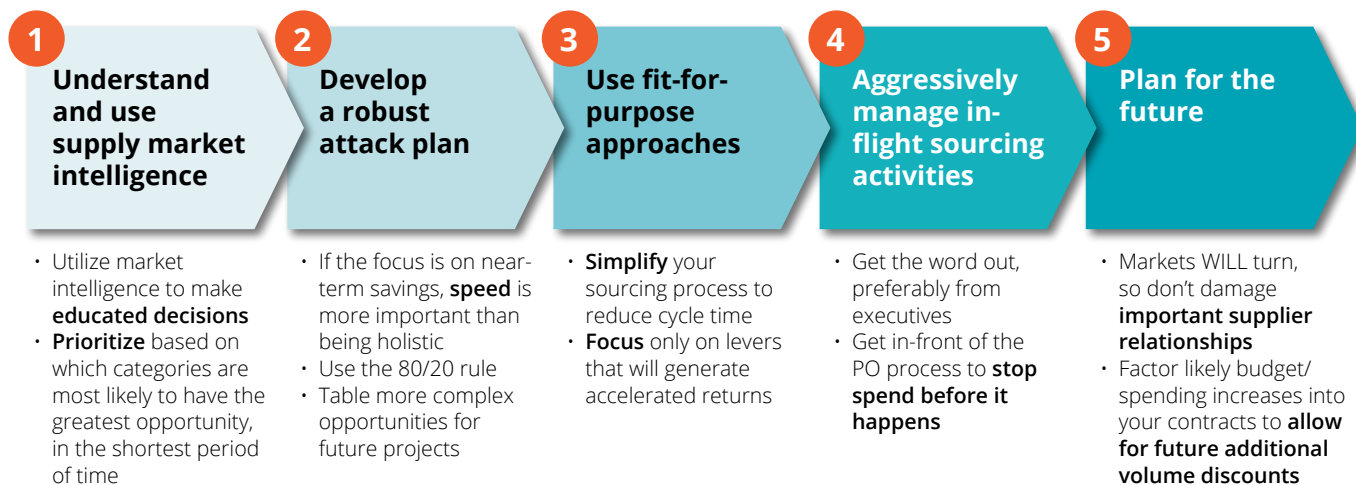 1
Understand
and use
supply market
intelligence
• Utilize market
intelligence to make
educated decisions
• Prioritize based on
which categories are
most likely to have the
greatest opportunity,
in the shortest period
of time
2
Develop
a robust
attack plan
• If the focus is on near-
term savings, speed is
more important than
being holistic
• Use the 80/20 rule
• Table more complex
opportunities for
future projects
3
Use fit-for-
purpose
approaches
• Simplify your
sourcing process to
reduce cycle time
• Focus only on levers
that will generate
accelerated returns
4
Aggressively
manage in-
flight sourcing
activities
• Get the word out,
preferably from
executives
• Get in-front of the
PO process to stop
spend before it
happens
5
Plan for the
future
• Markets WILL turn,
so don’t damage
important supplier
relationships
• Factor likely budget/
spending increases into
your contracts to allow
for future additional
volume discounts